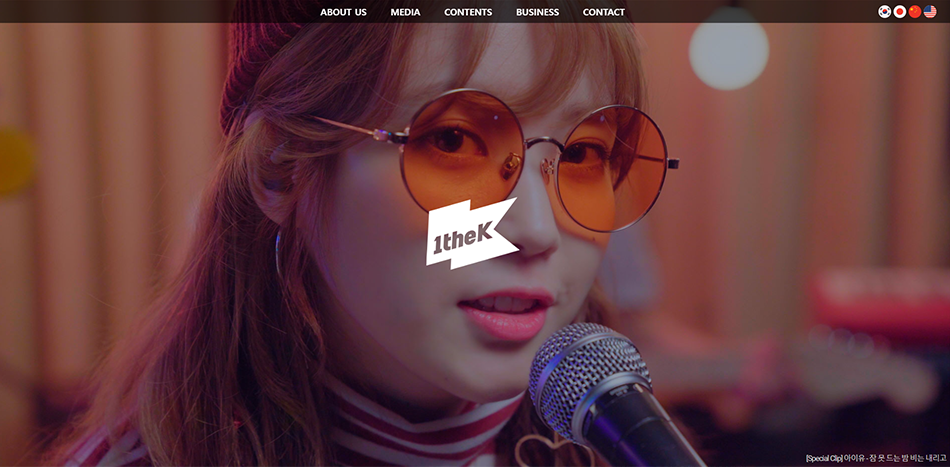 ABOUT US MEDIA CONTENTS BUSINESS CONTACT
1theK
[Special Clip] 아이유 - 잠 못 드는 밤 비는 내리고